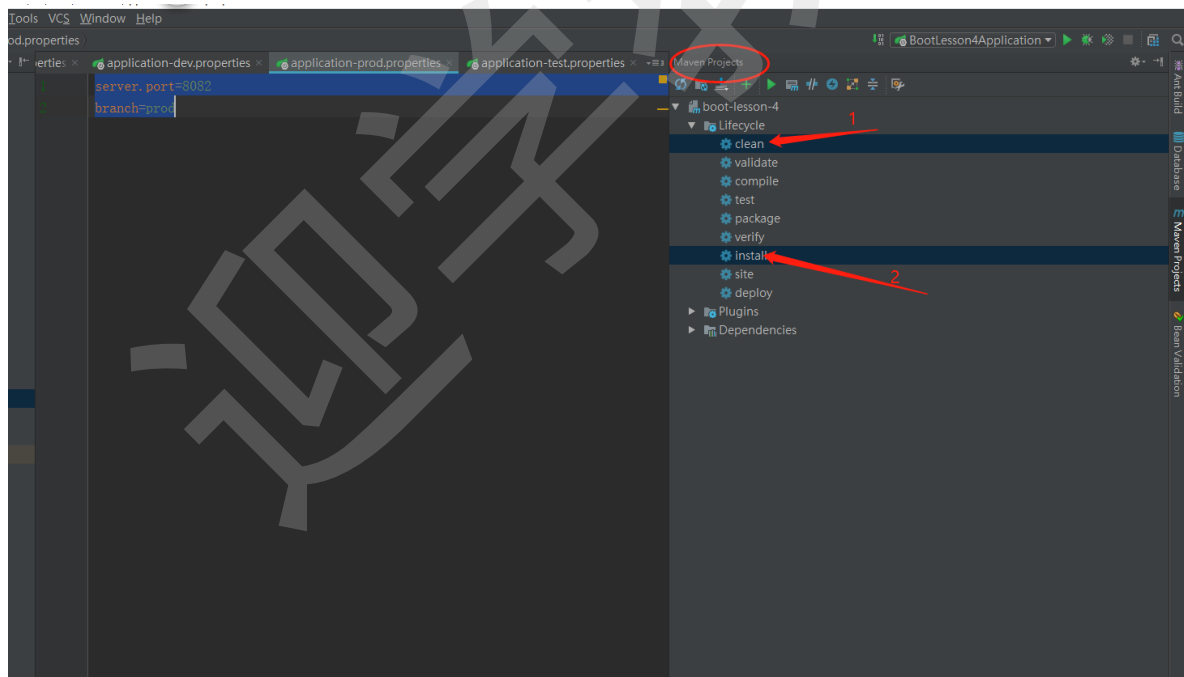 Tools VCS Window Help
od.properties
BootLesson4Application
erties
application-dev.properties
application-prod.properties
application-test.properties
Maven Projects
1 server.port=8082
2 branch=prod
boot-lesson-4
Lifecycle
clean
validate
compile
test
package
verify
install
site
deploy
Plugins
Dependencies
1
2
Ant Build
Database
Maven Projects
Bean Validation
迎